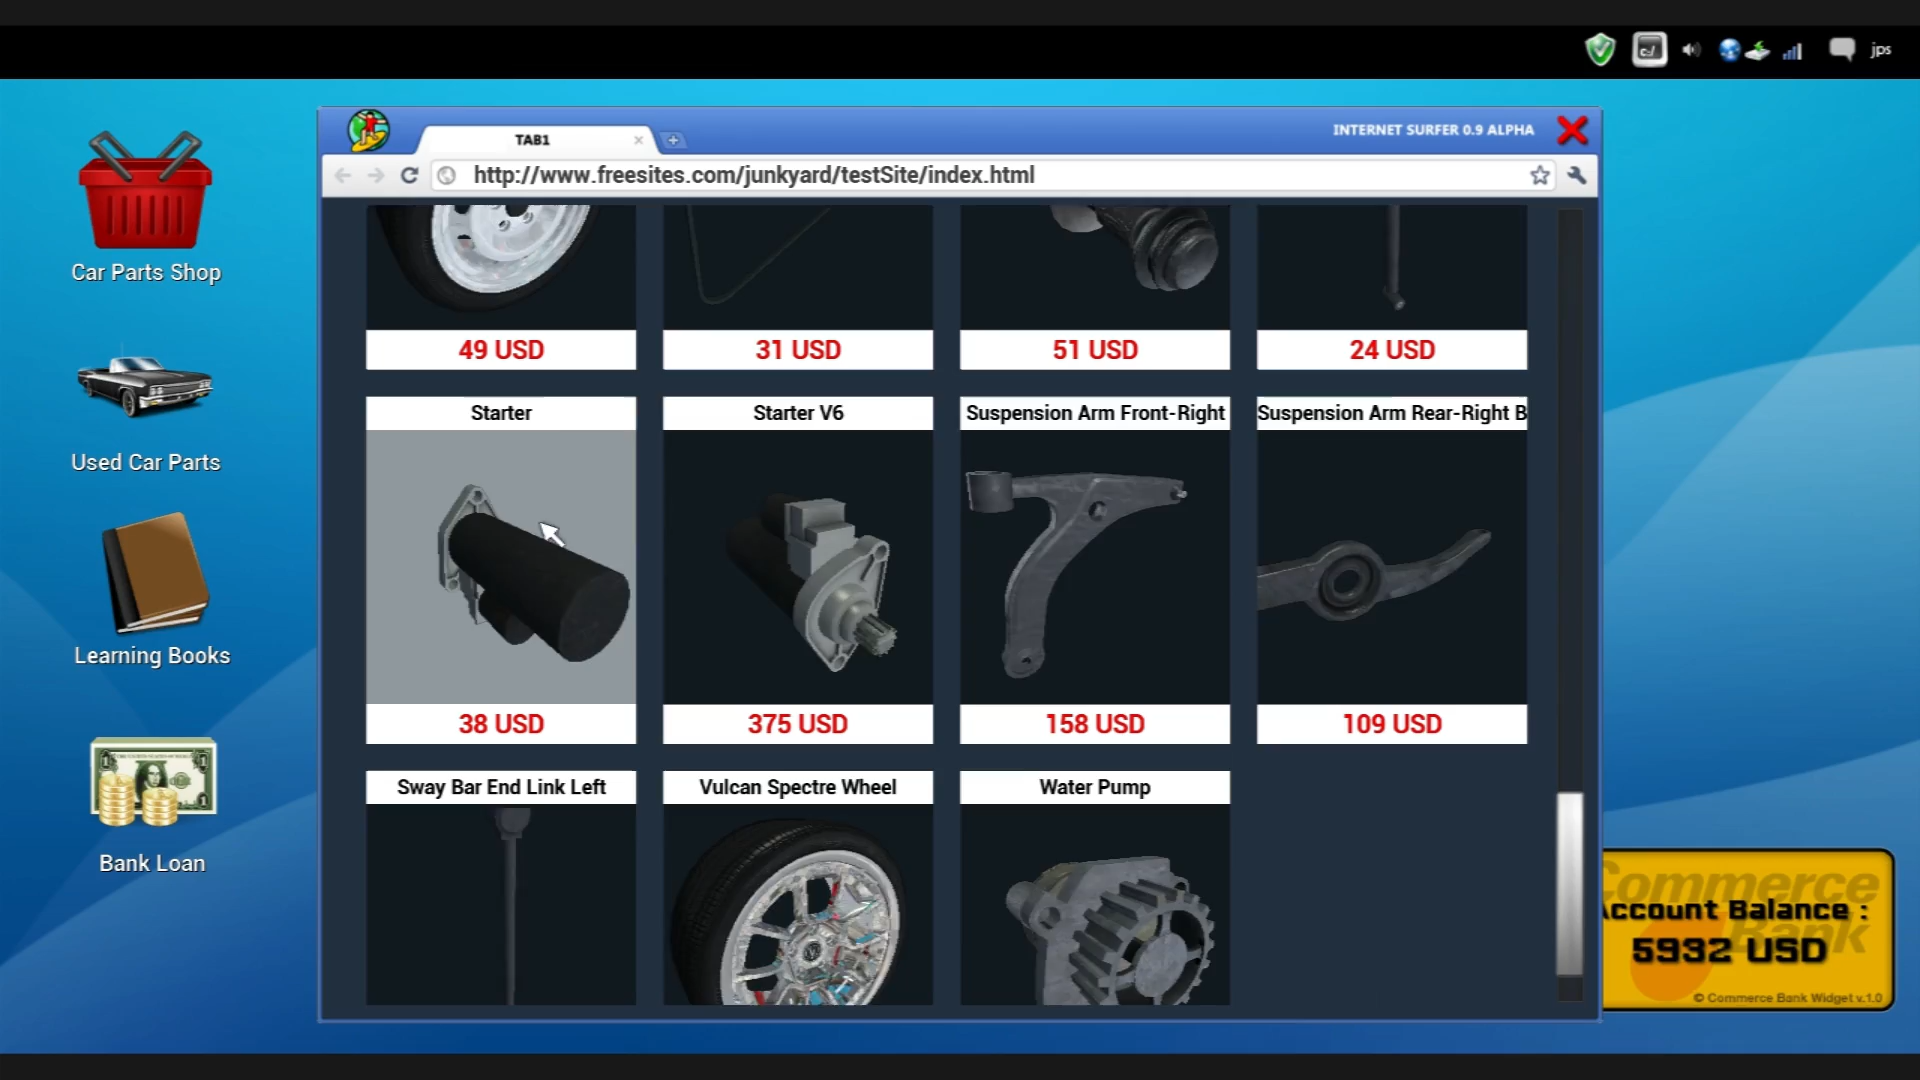 jps
TAB1
INTERNET SURFER 0.9 ALPHA
http://www.freesites.com/junkyard/testSite/index.html
Car Parts Shop
Used Car Parts
Learning Books
Bank Loan
49 USD
31 USD
51 USD
24 USD
Starter
Starter V6
Suspension Arm Front-Right
Suspension Arm Rear-Right B
38 USD
375 USD
158 USD
109 USD
Sway Bar End Link Left
Vulcan Spectre Wheel
Water Pump
Commerce
Bank
Account Balance :
5932 USD
© Commerce Bank Widget v.1.0